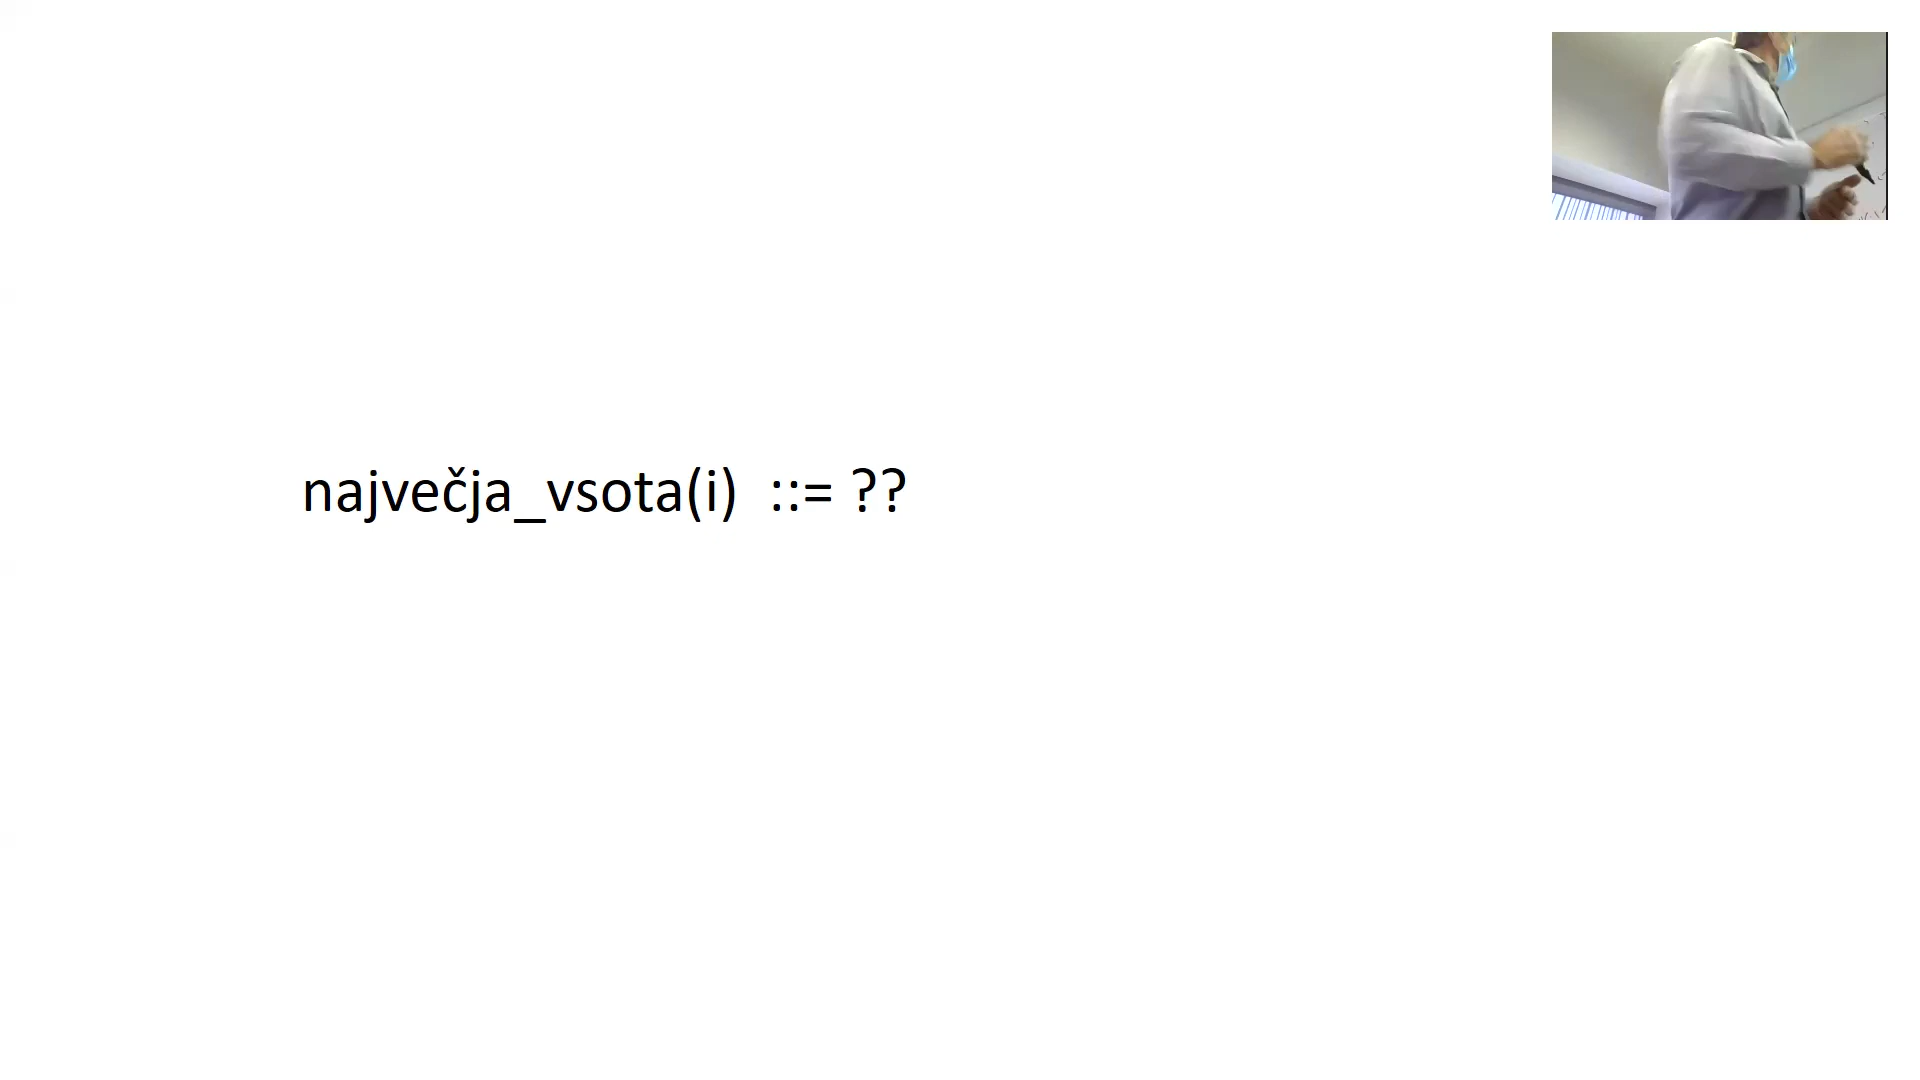 največja_vsota(i) ::= ??